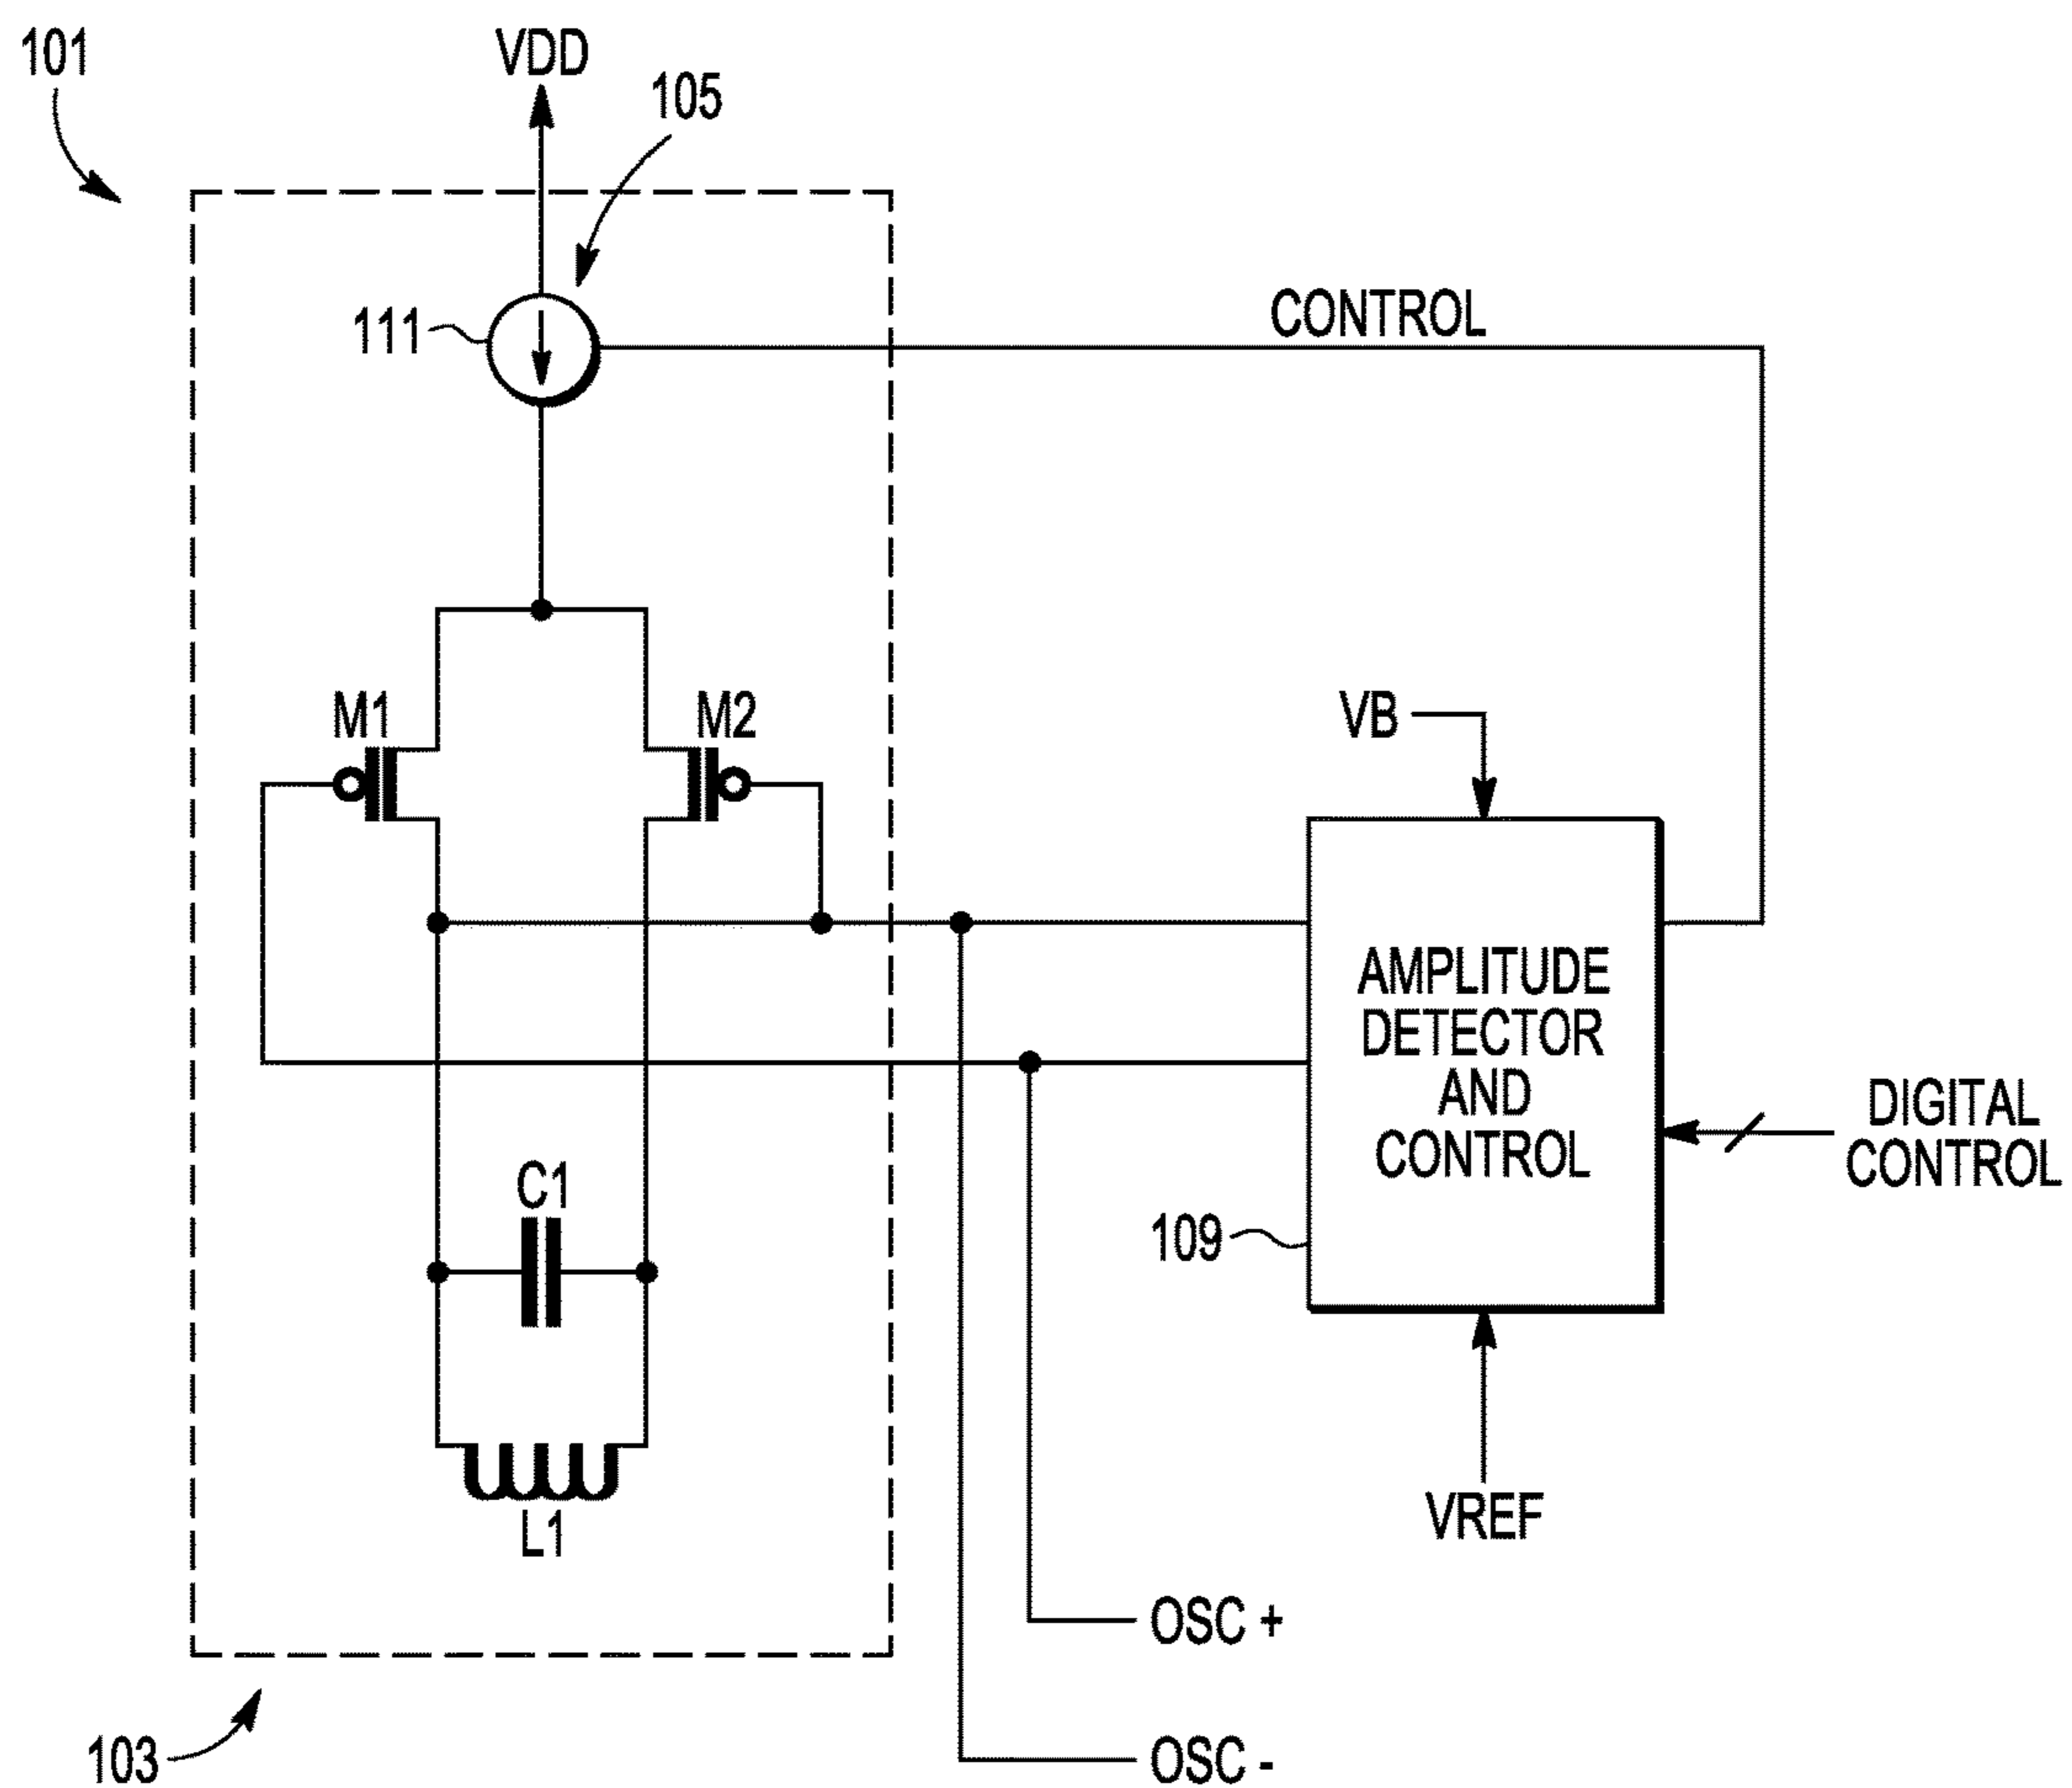 101
VDD
105
111
CONTROL
M1
M2
VB
AMPLITUDE
DETECTOR
AND
CONTROL
DIGITAL
CONTROL
C1
109
L1
VREF
OSC +
OSC -
103